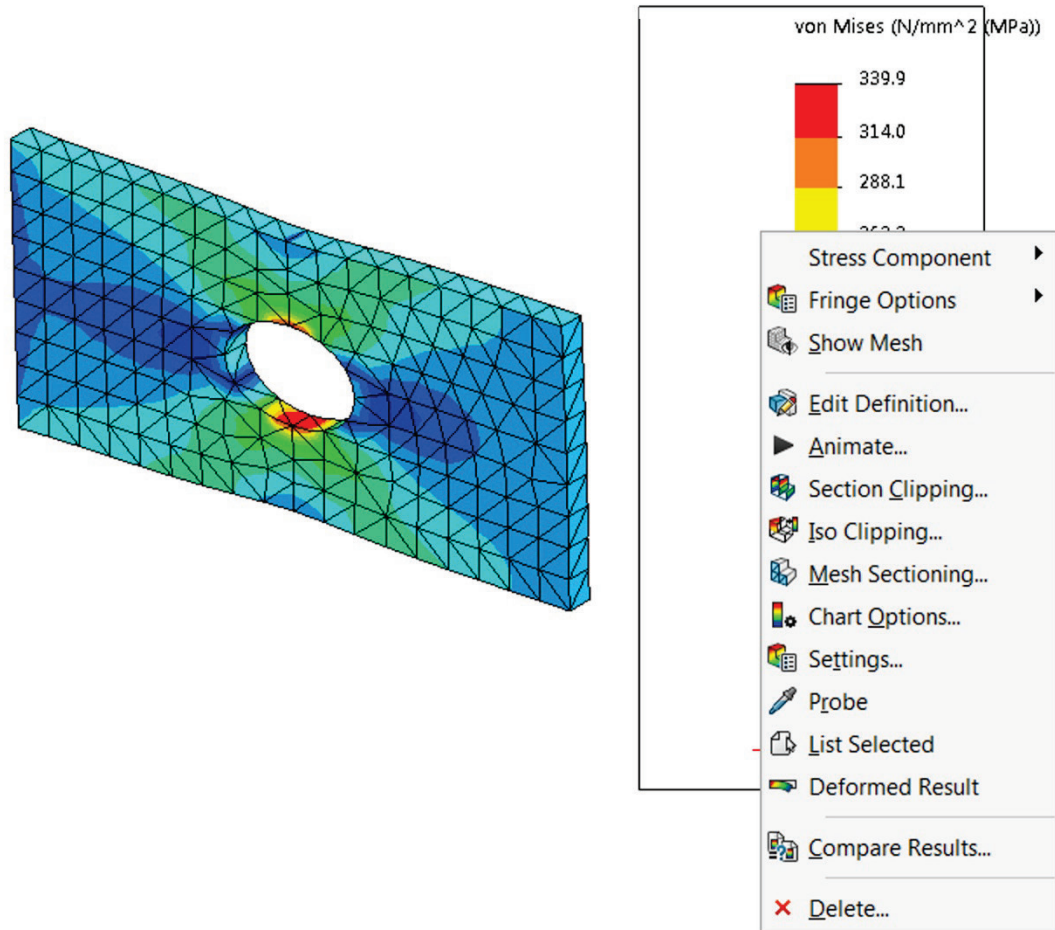 von Mises (N/mm^2 (MPa))
339.9
314.0
288.1
Stress Component
Fringe Options
Show Mesh
Edit Definition...
Animate...
Section Clipping...
Iso Clipping...
Mesh Sectioning...
Chart Options...
Settings...
Probe
List Selected
Deformed Result
Compare Results...
Delete...